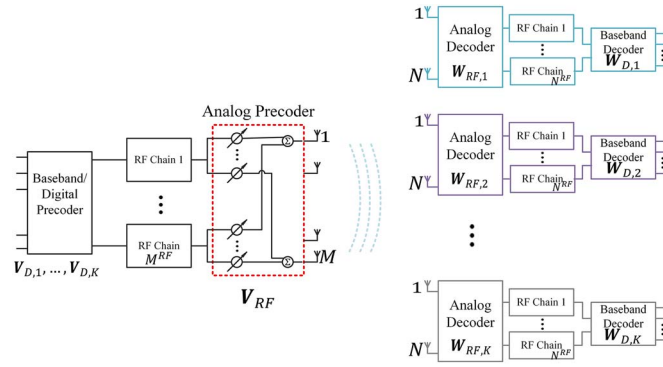 Analog Precoder
Baseband/
Digital
Precoder
RF Chain 1
RF Chain
M^{RF}
Σ
Σ
1
M
V_{D,1}, ..., V_{D,K}
V_{RF}
1
N
Analog
Decoder
W_{RF,1}
RF Chain 1
RF Chain
N^{RF}
Baseband
Decoder
W_{D,1}
1
N
Analog
Decoder
W_{RF,2}
RF Chain 1
RF Chain
N^{RF}
Baseband
Decoder
W_{D,2}
1
N
Analog
Decoder
W_{RF,K}
RF Chain 1
RF Chain
N^{RF}
Baseband
Decoder
W_{D,K}